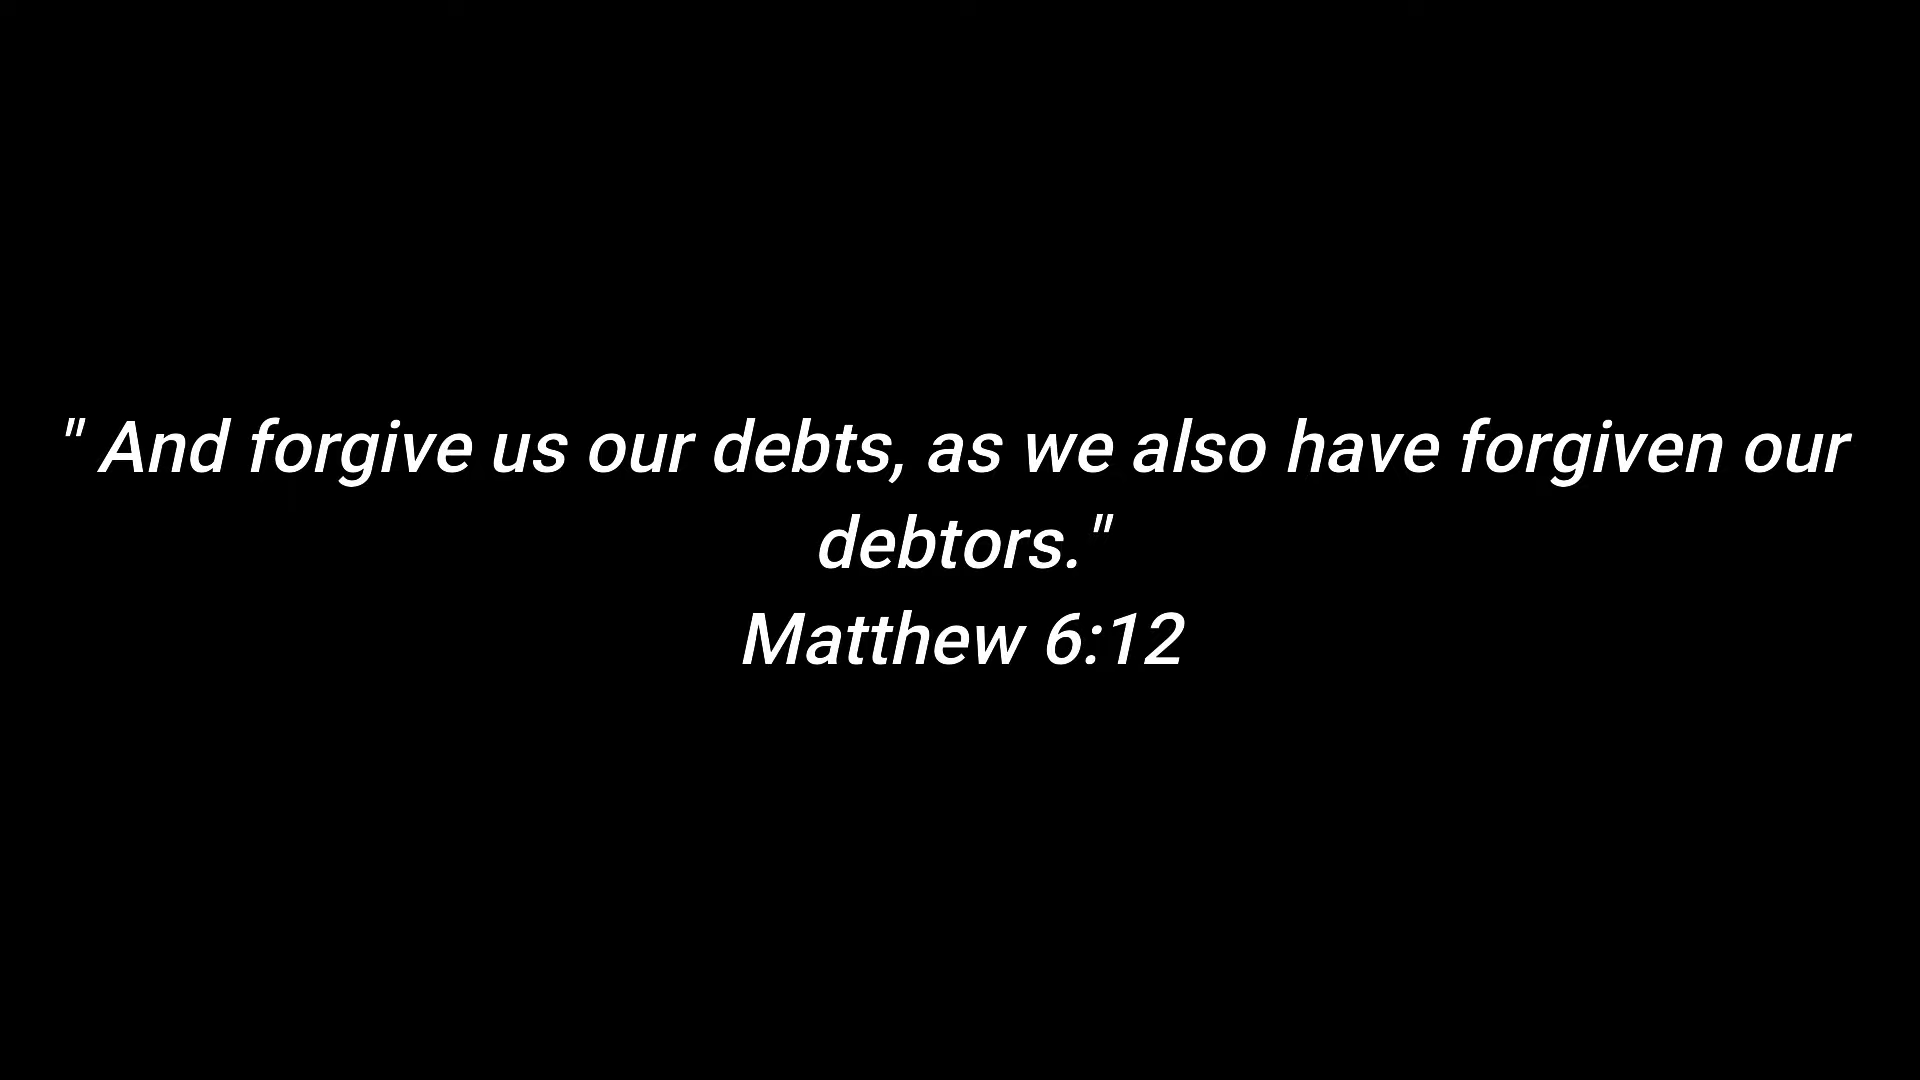 " And forgive us our debts, as we also have forgiven our
debtors."
Matthew 6:12